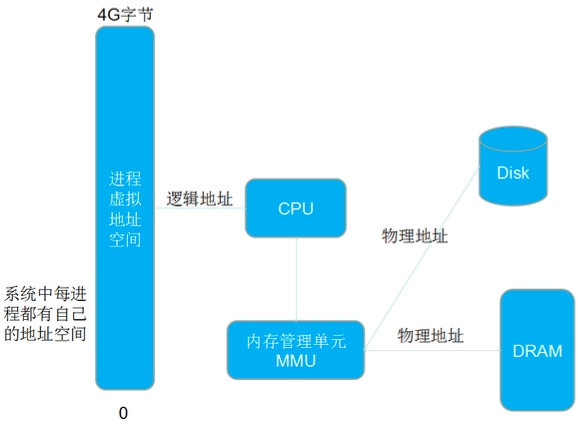 4G字节
进程
虚拟
地址
空间
逻辑地址
CPU
Disk
物理地址
系统中每进
程都有自己
的地址空间
内存管理单元
MMU
物理地址
DRAM
0